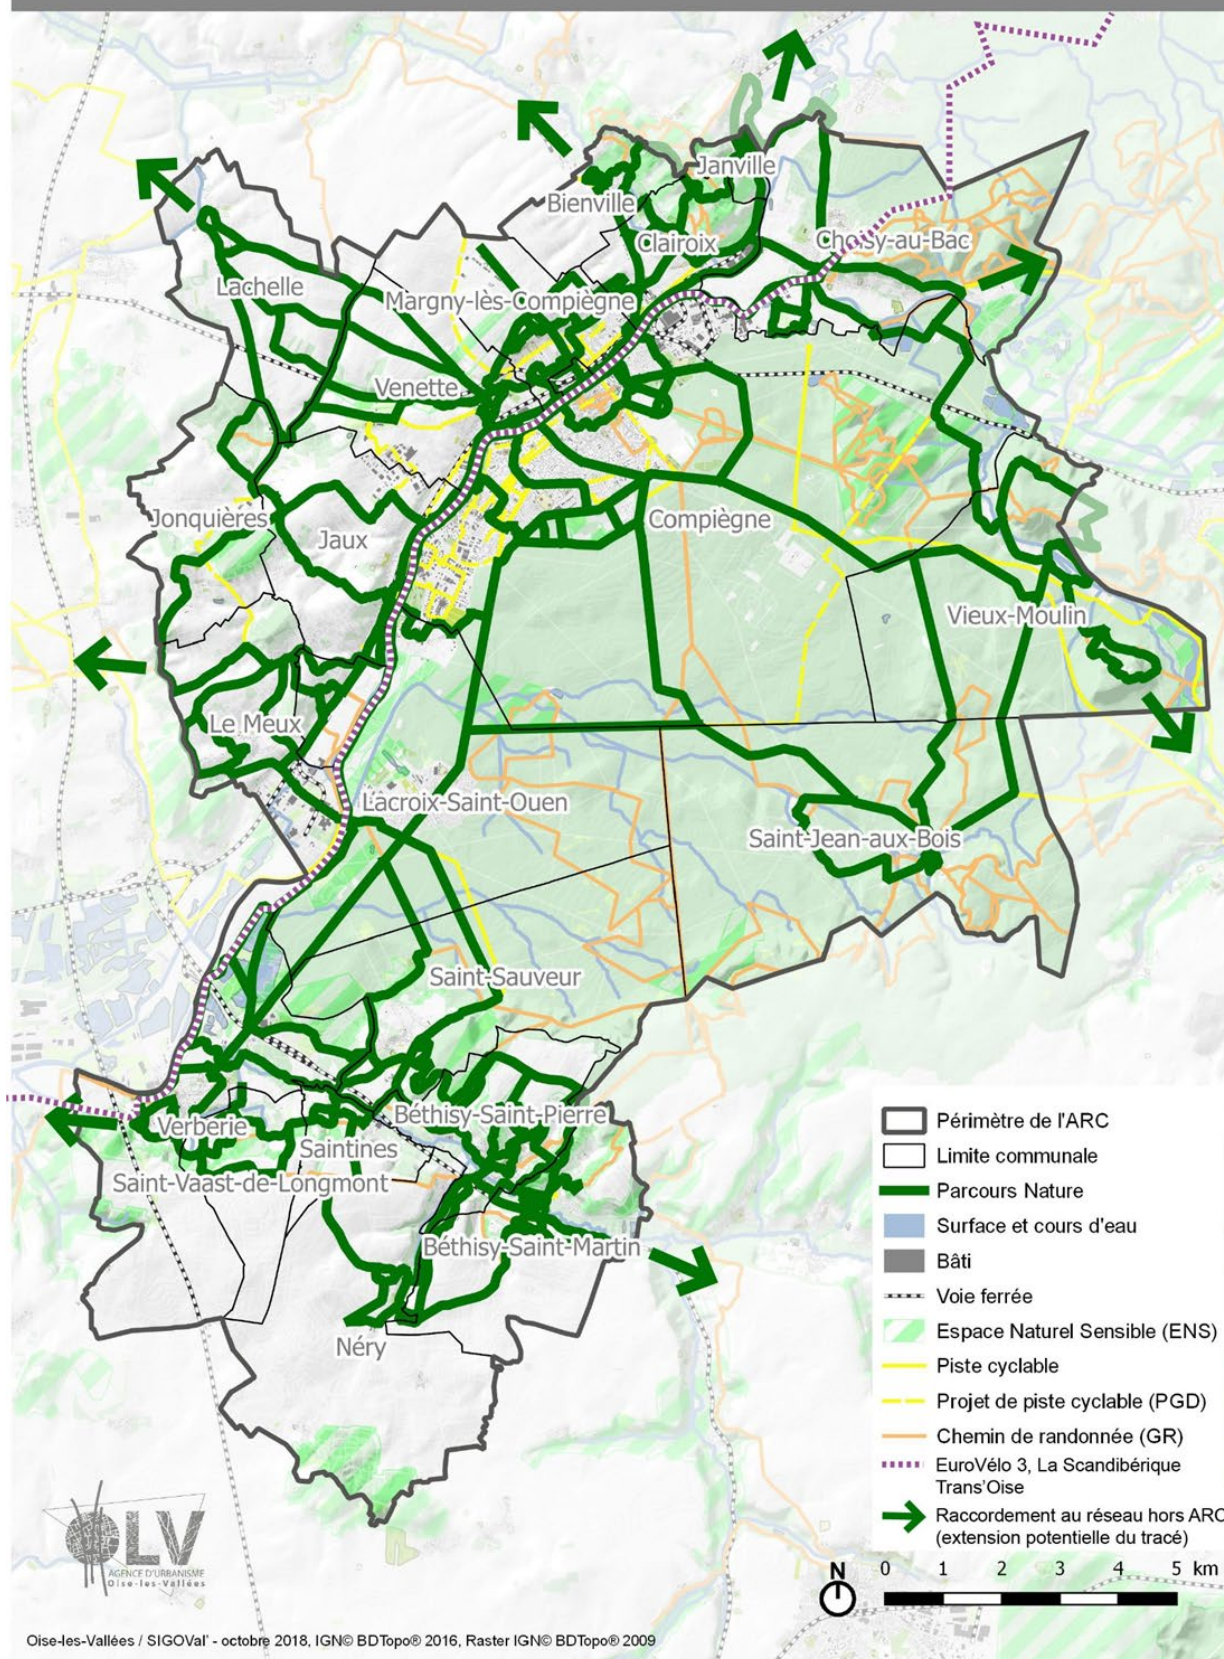 Janville
Bienville
Clairoix
Choisy-au-Bac
Lachelle
Margny-lès-Compiègne
Venette
Jonquières
Jaux
Compiègne
Vieux-Moulin
Le Meux
Lacroix-Saint-Ouen
Saint-Jean-aux-Bois
Saint-Sauveur
Verberie
Béthisy-Saint-Pierre
Saintines
Saint-Vaast-de-Longmont
Béthisy-Saint-Martin
Néry
Périmètre de l'ARC
Limite communale
Parcours Nature
Surface et cours d'eau
Bâti
Voie ferrée
Espace Naturel Sensible (ENS)
Piste cyclable
Projet de piste cyclable (PGD)
Chemin de randonnée (GR)
EuroVélo 3, La Scandibérique
Trans'Oise
Raccordement au réseau hors ARC
(extension potentielle du tracé)
N
0 1 2 3 4 5 km
OLV
AGENCE D'URBANISME
Oise-les-Vallées
Oise-les-Vallées / SIGOVal' - octobre 2018, IGN© BDTopo® 2016, Raster IGN© BDTopo® 2009